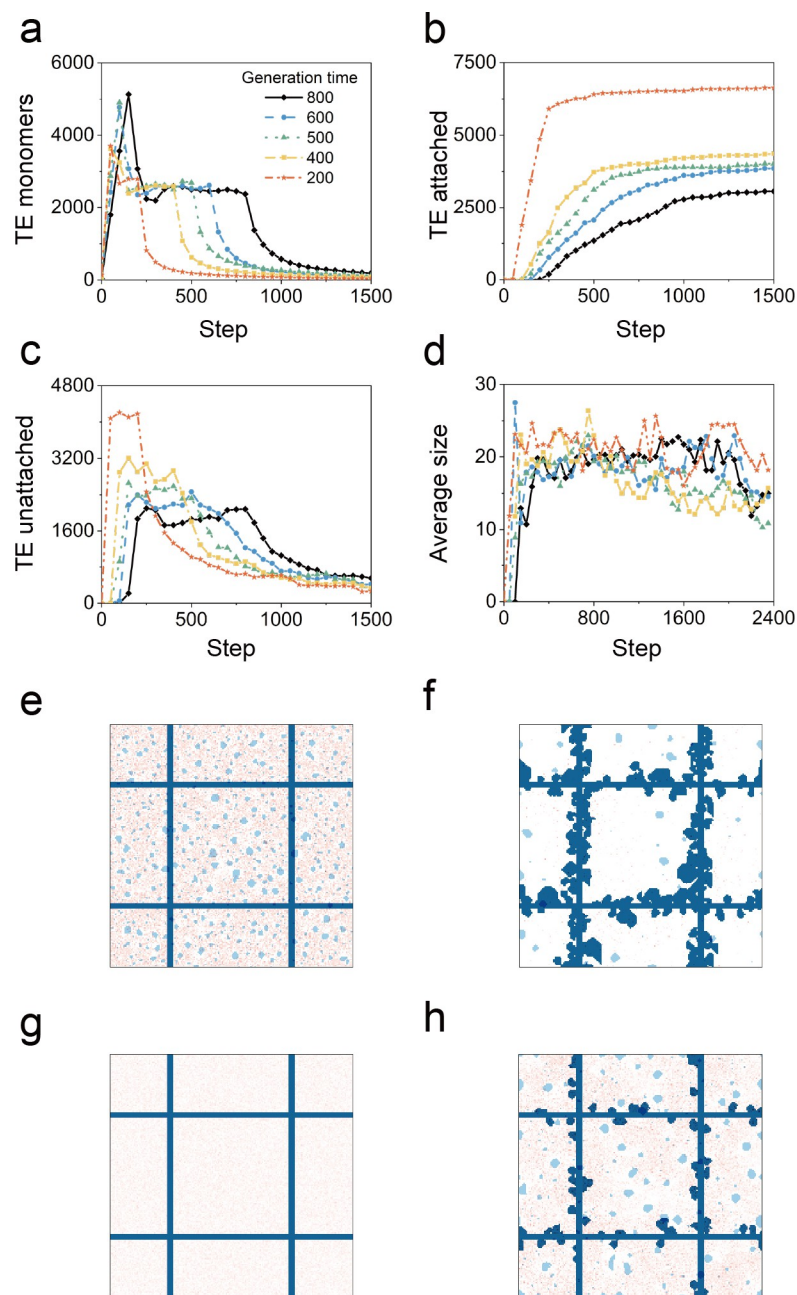 a
6000
4000
2000
0
TE monomers
Generation time
800
600
500
400
200
0
500
1000
1500
Step
b
7500
5000
2500
0
TE attached
0
500
1000
1500
Step
c
4800
3200
1600
0
TE unattached
0
500
1000
1500
Step
d
30
20
10
0
Average size
0
800
1600
2400
Step
e
f
g
h